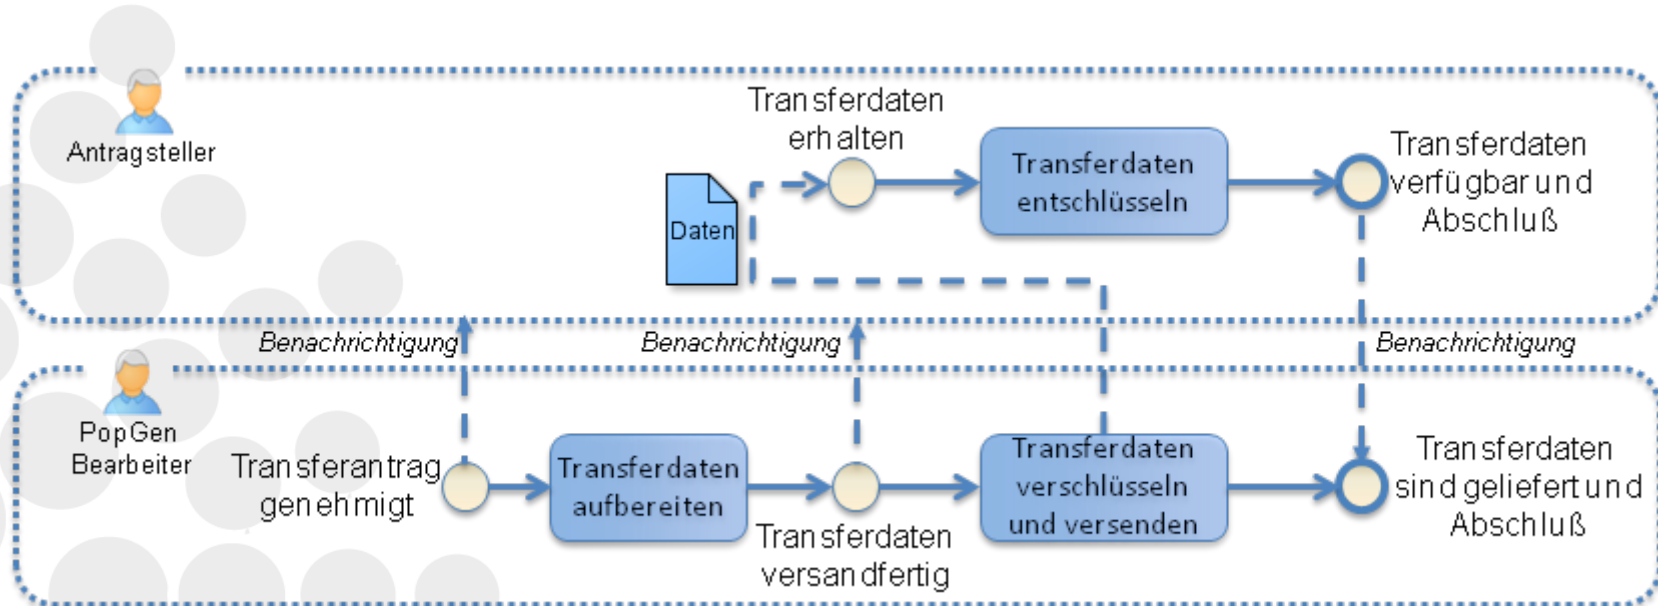 Antragsteller
Transferdaten
erhalten
Daten
Transferdaten
entschlüsseln
Transferdaten
verfügbar und
Abschluß
Benachrichtigung
Benachrichtigung
Benachrichtigung
PopGen
Bearbeiter
Transferantrag
genehmigt
Transferdaten
aufbereiten
Transferdaten
versandfertig
Transferdaten
verschlüsseln
und versenden
Transferdaten
sind geliefert und
Abschluß